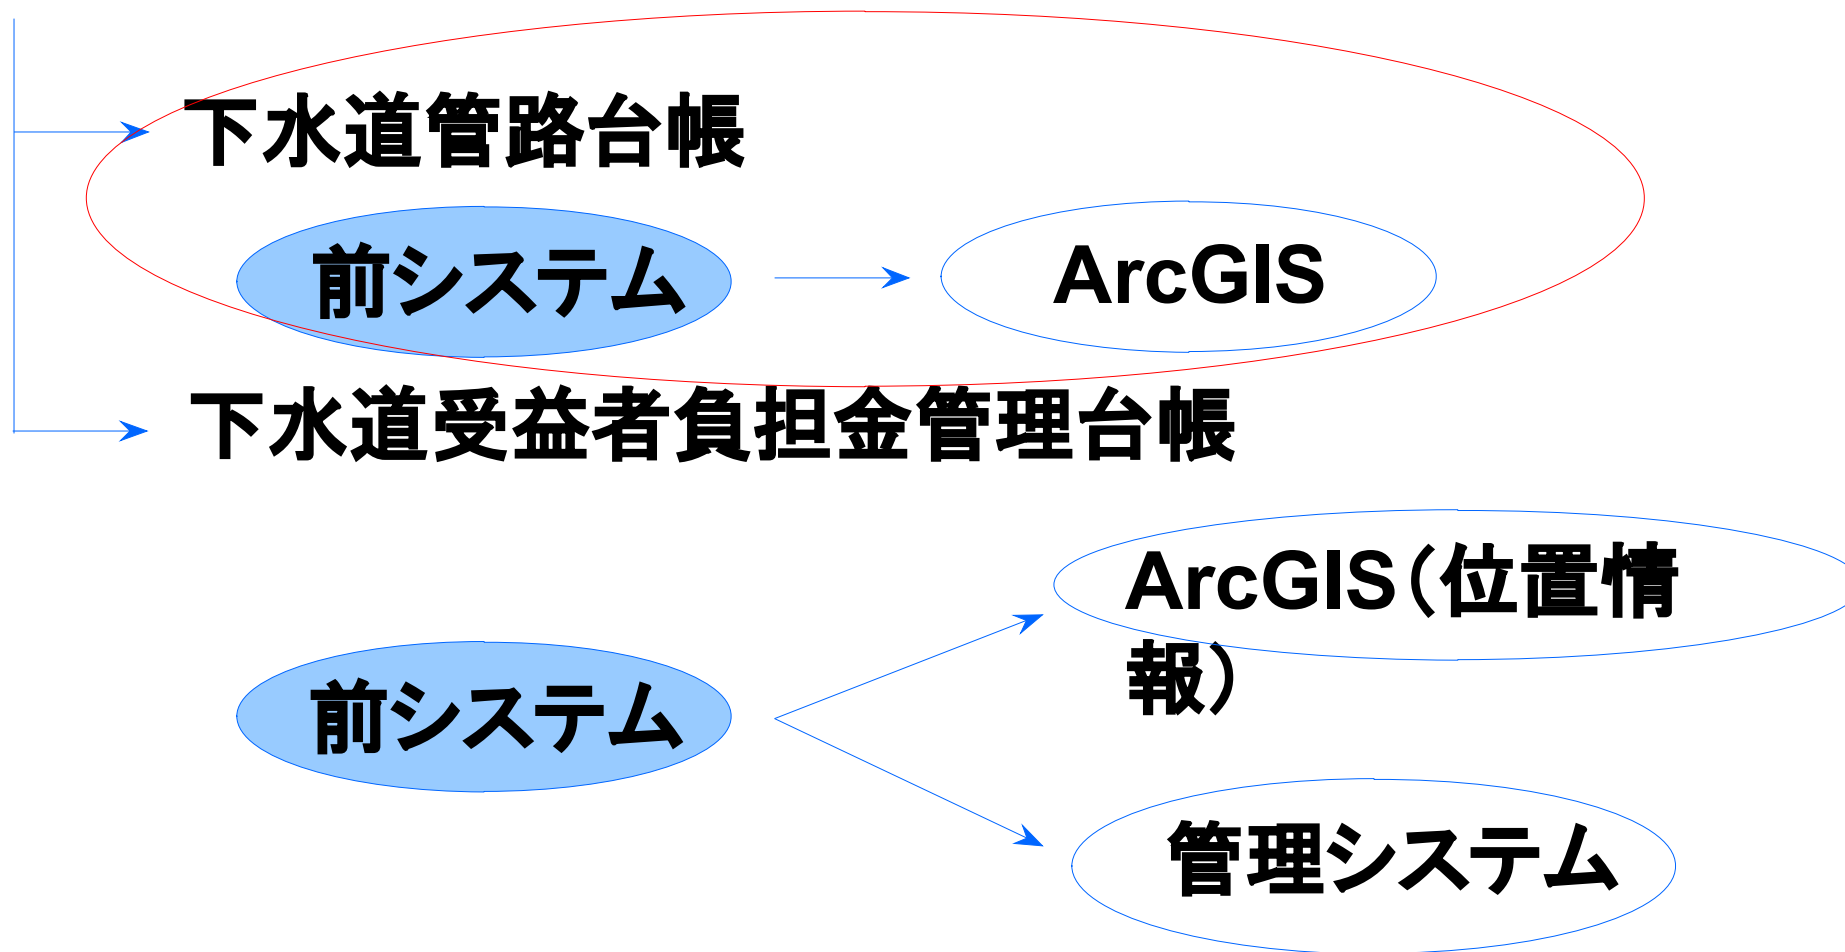 下水道管路台帳
前システム
ArcGIS
下水道受益者負担金管理台帳
ArcGIS（位置情
報）
前システム
管理システム